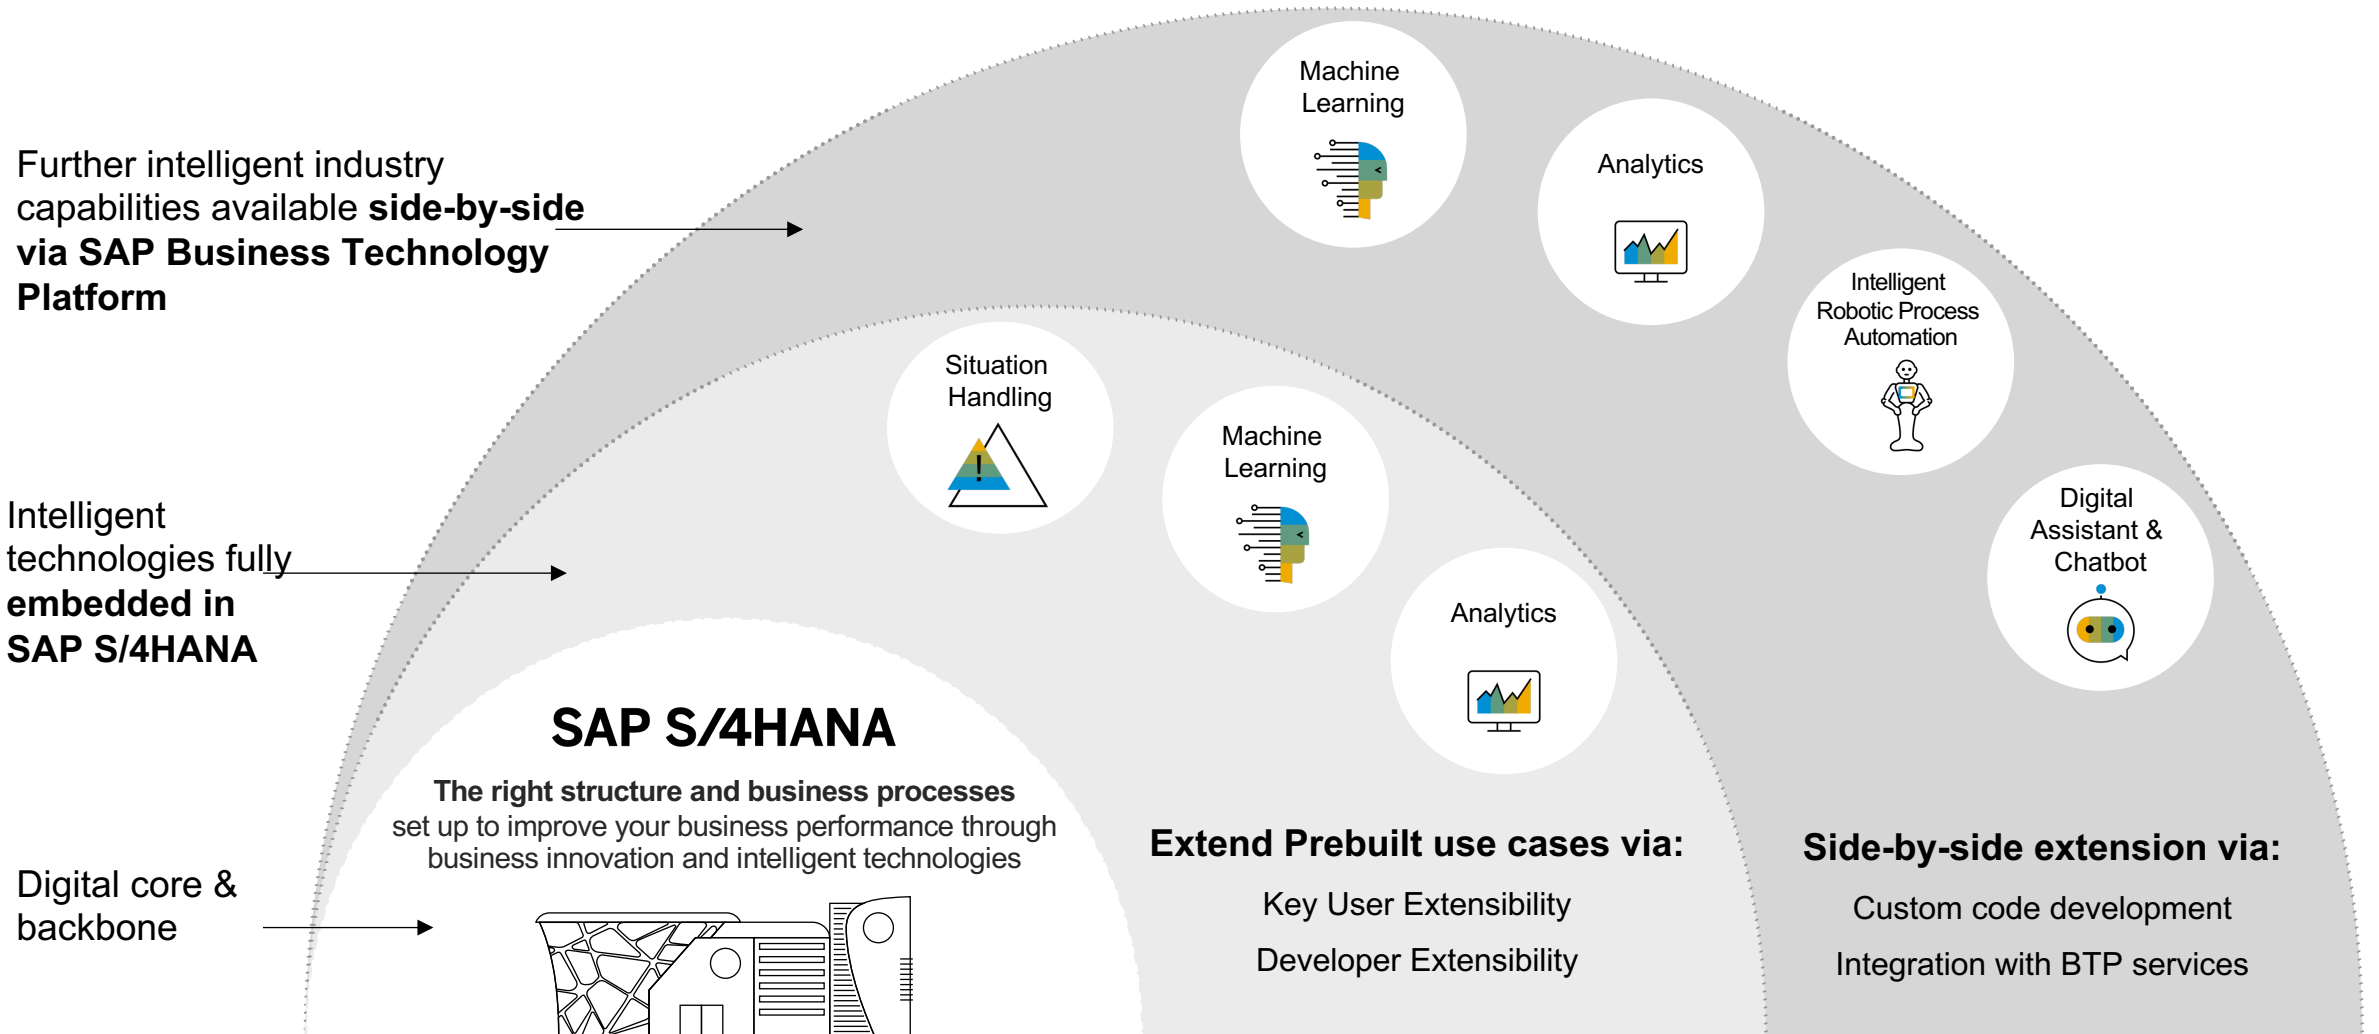 Further intelligent industry
capabilities available side-by-side
via SAP Business Technology
Platform
Intelligent
technologies fully
embedded in
SAP S/4HANA
Digital core &
backbone
Machine
Learning
Analytics
Intelligent
Robotic Process
Automation
Digital
Assistant &
Chatbot
Situation
Handling
!
Machine
Learning
Analytics
SAP S/4HANA
The right structure and business processes
set up to improve your business performance through
business innovation and intelligent technologies
Extend Prebuilt use cases via:
Key User Extensibility
Developer Extensibility
Side-by-side extension via:
Custom code development
Integration with BTP services